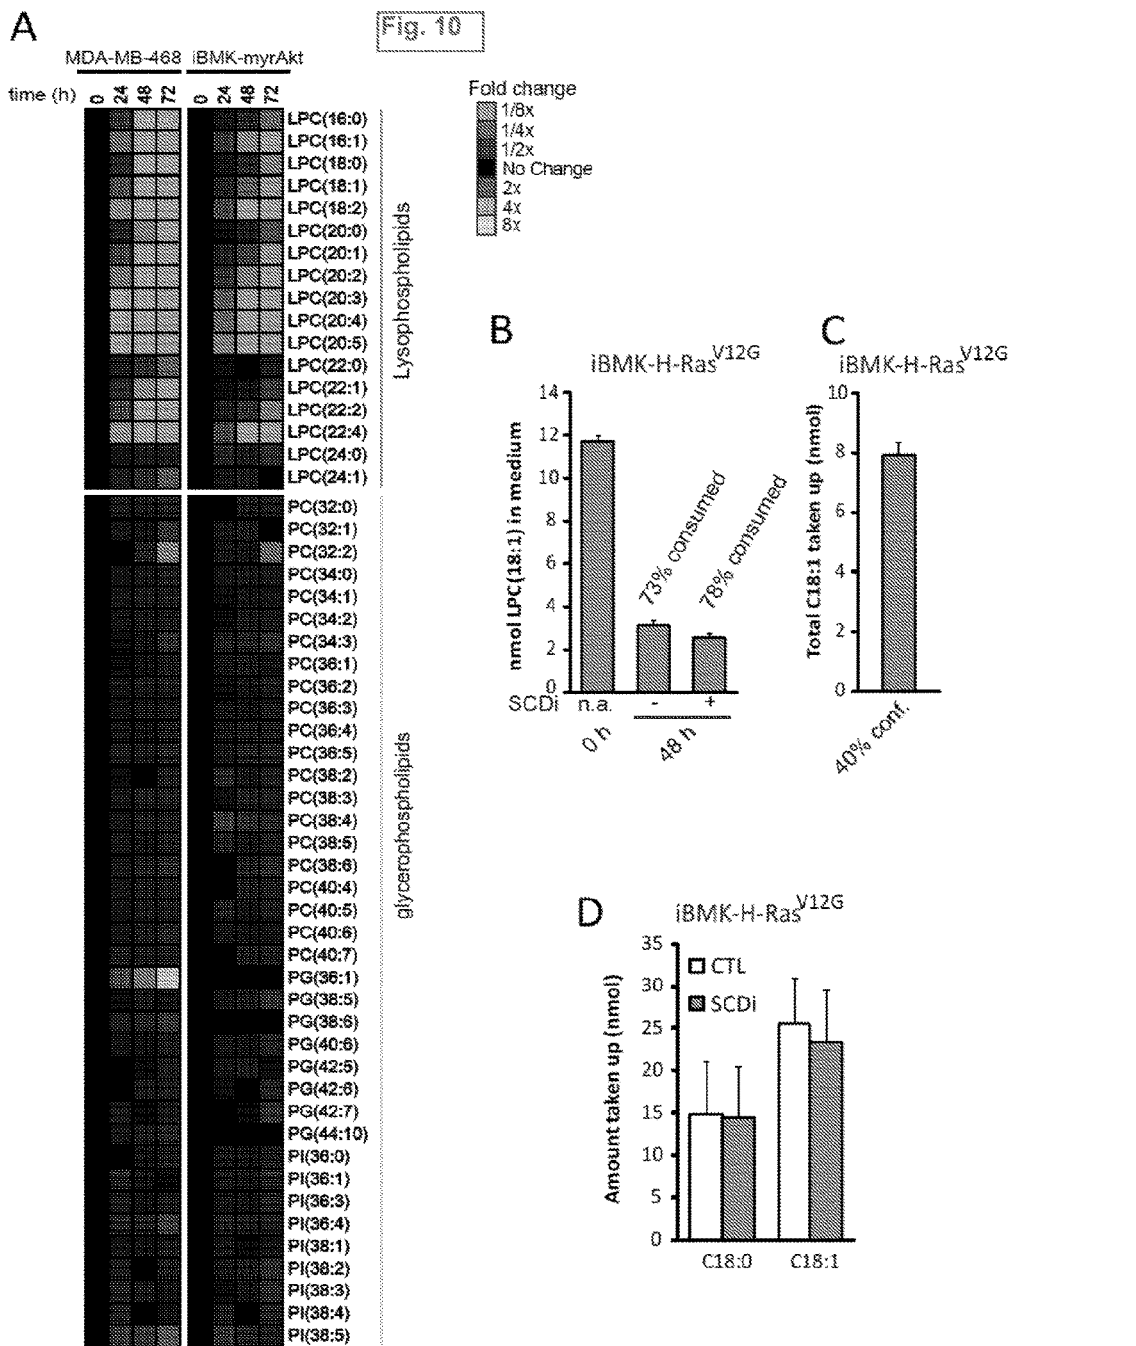 A
Fig. 10
MDA-MB-468 iBMK-myrAkt
time (h) 0 24 48 72 0 24 48 72
LPC(16:0)
LPC(16:1)
LPC(18:0)
LPC(18:1)
LPC(18:2)
LPC(20:0)
LPC(20:1)
LPC(20:2)
LPC(20:3)
LPC(20:4)
LPC(20:5)
LPC(22:0)
LPC(22:1)
LPC(22:2)
LPC(22:4)
LPC(24:0)
LPC(24:1)
Lysophospholipids
PC(32:0)
PC(32:1)
PC(32:2)
PC(34:0)
PC(34:1)
PC(34:2)
PC(34:3)
PC(36:1)
PC(36:2)
PC(36:3)
PC(36:4)
PC(36:5)
PC(38:2)
PC(38:3)
PC(38:4)
PC(38:5)
PC(38:6)
PC(40:4)
PC(40:5)
PC(40:6)
PC(40:7)
PG(36:1)
PG(38:5)
PG(38:6)
PG(40:6)
PG(42:5)
PG(42:6)
PG(42:7)
PG(44:10)
PI(36:0)
PI(36:1)
PI(36:3)
PI(36:4)
PI(38:1)
PI(38:2)
PI(38:3)
PI(38:4)
PI(38:5)
glycerophospholipids
Fold change
1/8x
1/4x
1/2x
No Change
2x
4x
8x
B
iBMK-H-Ras V12G
nmol LPC(18:1) in medium
14
12
10
8
6
4
2
0
73% consumed
78% consumed
SCDi n.a. - +
0 h
48 h
C
iBMK-H-Ras V12G
Total C18:1 taken up (nmol)
10
8
6
4
2
0
40% conf.
D
iBMK-H-Ras V12G
Amount taken up (nmol)
35
30
25
20
15
10
5
0
CTL
SCDi
C18:0 C18:1